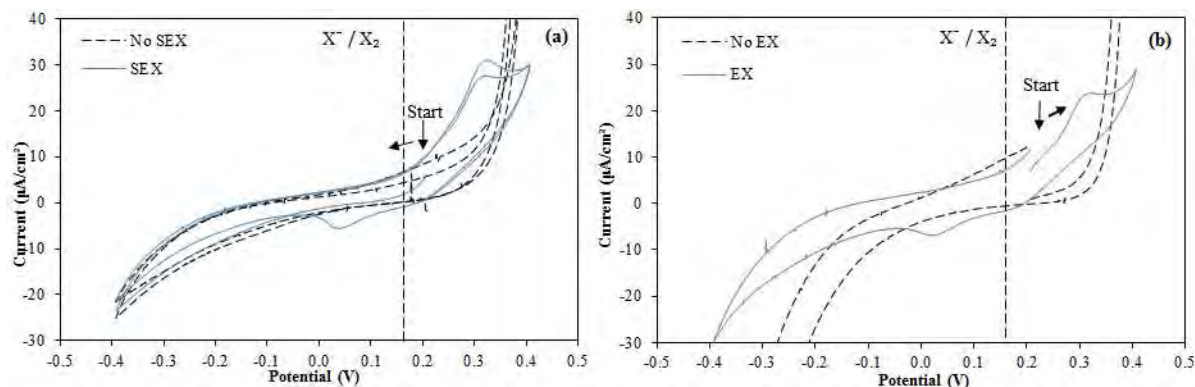 40
30
20
10
0
-10
-20
-30
Current (µA/cm²)
-0.5
-0.4
-0.3
-0.2
-0.1
0.0
0.1
0.2
0.3
0.4
0.5
Potential (V)
No SEX
SEX
X⁻ / X₂
Start
(a)
40
30
20
10
0
-10
-20
-30
Current (µA/cm²)
-0.5
-0.4
-0.3
-0.2
-0.1
0.0
0.1
0.2
0.3
0.4
0.5
Potential (V)
No EX
EX
X⁻ / X₂
Start
(b)